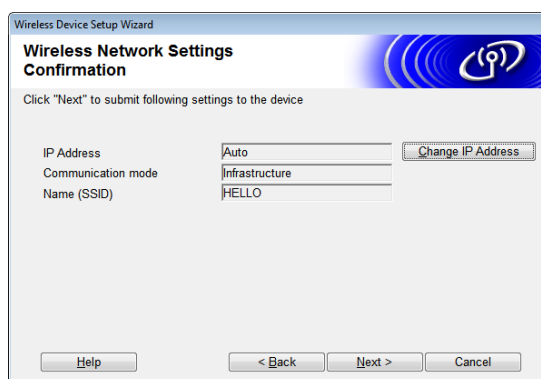 Wireless Device Setup Wizard
Wireless Network Settings
Confirmation
Click "Next" to submit following settings to the device
IP Address Auto Change IP Address
Communication mode Infrastructure
Name (SSID) HELLO
Help < Back Next > Cancel